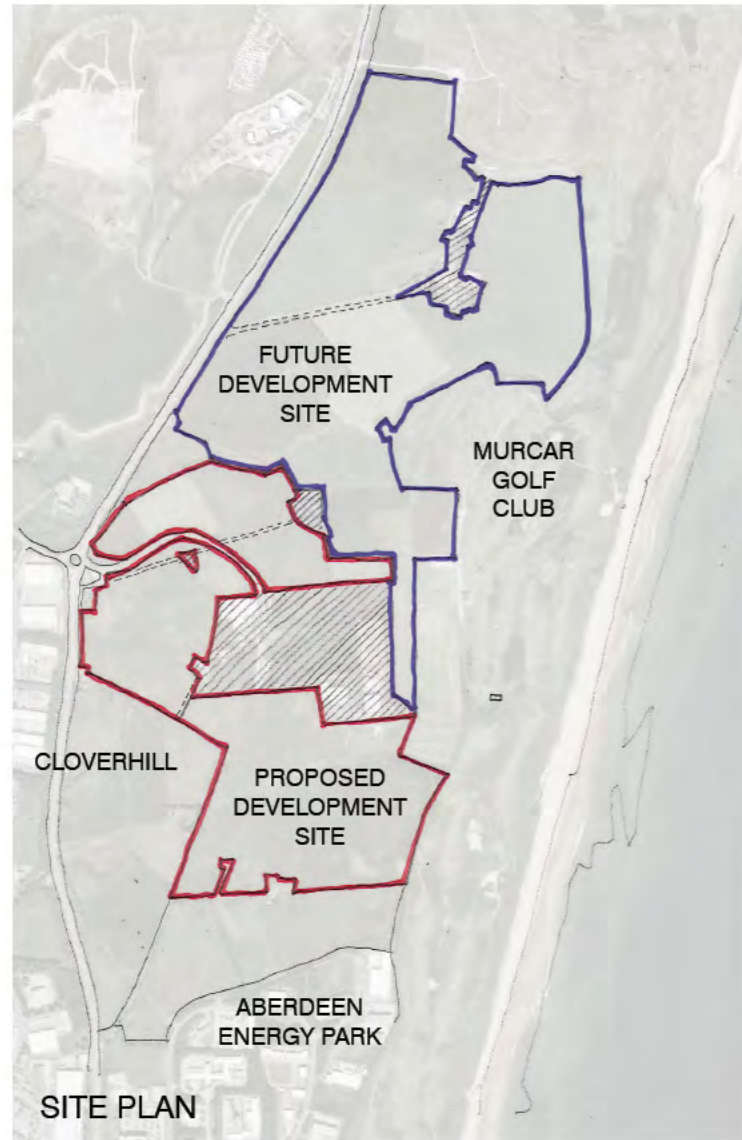 FUTURE
DEVELOPMENT
SITE
MURCAR
GOLF
CLUB
CLOVERHILL
PROPOSED
DEVELOPMENT
SITE
ABERDEEN
ENERGY PARK
SITE PLAN